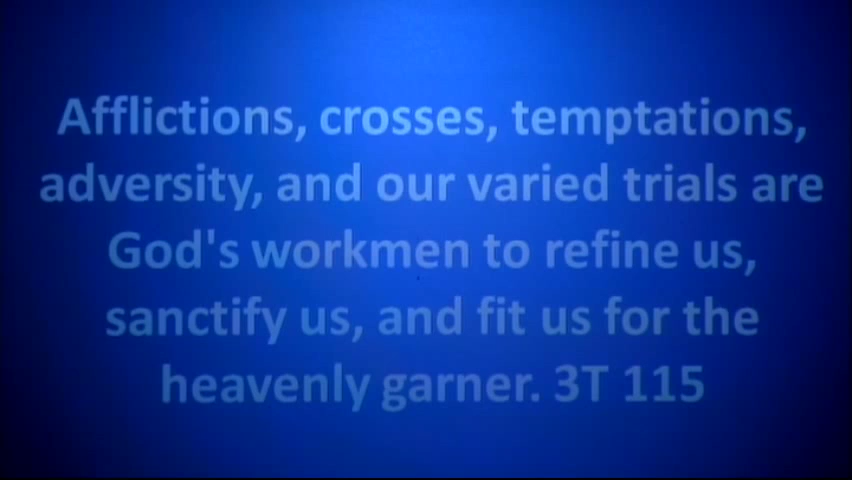 Afflictions, crosses, temptations,
adversity, and our varied trials are
God's workmen to refine us,
sanctify us, and fit us for the
heavenly garner. 3T 115